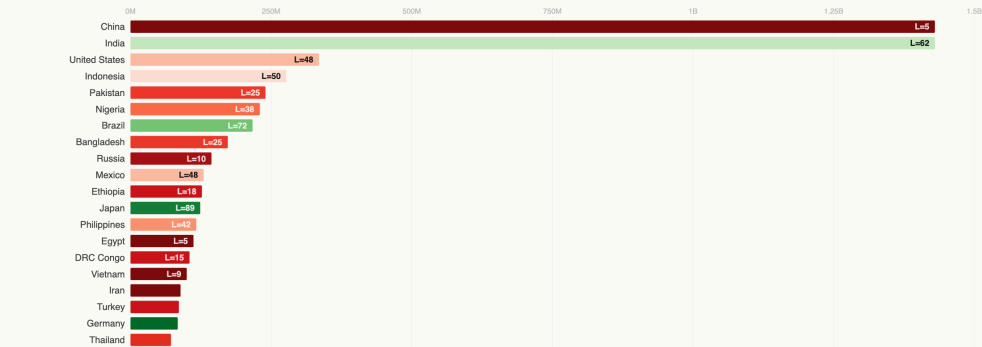 0M 250M 500M 750M 1B 1.25B 1.5B
China L=5
India L=62
United States L=48
Indonesia L=50
Pakistan L=25
Nigeria L=38
Brazil L=72
Bangladesh L=25
Russia L=10
Mexico L=48
Ethiopia L=18
Japan L=89
Philippines L=42
Egypt L=5
DRC Congo L=15
Vietnam L=9
Iran
Turkey
Germany
Thailand